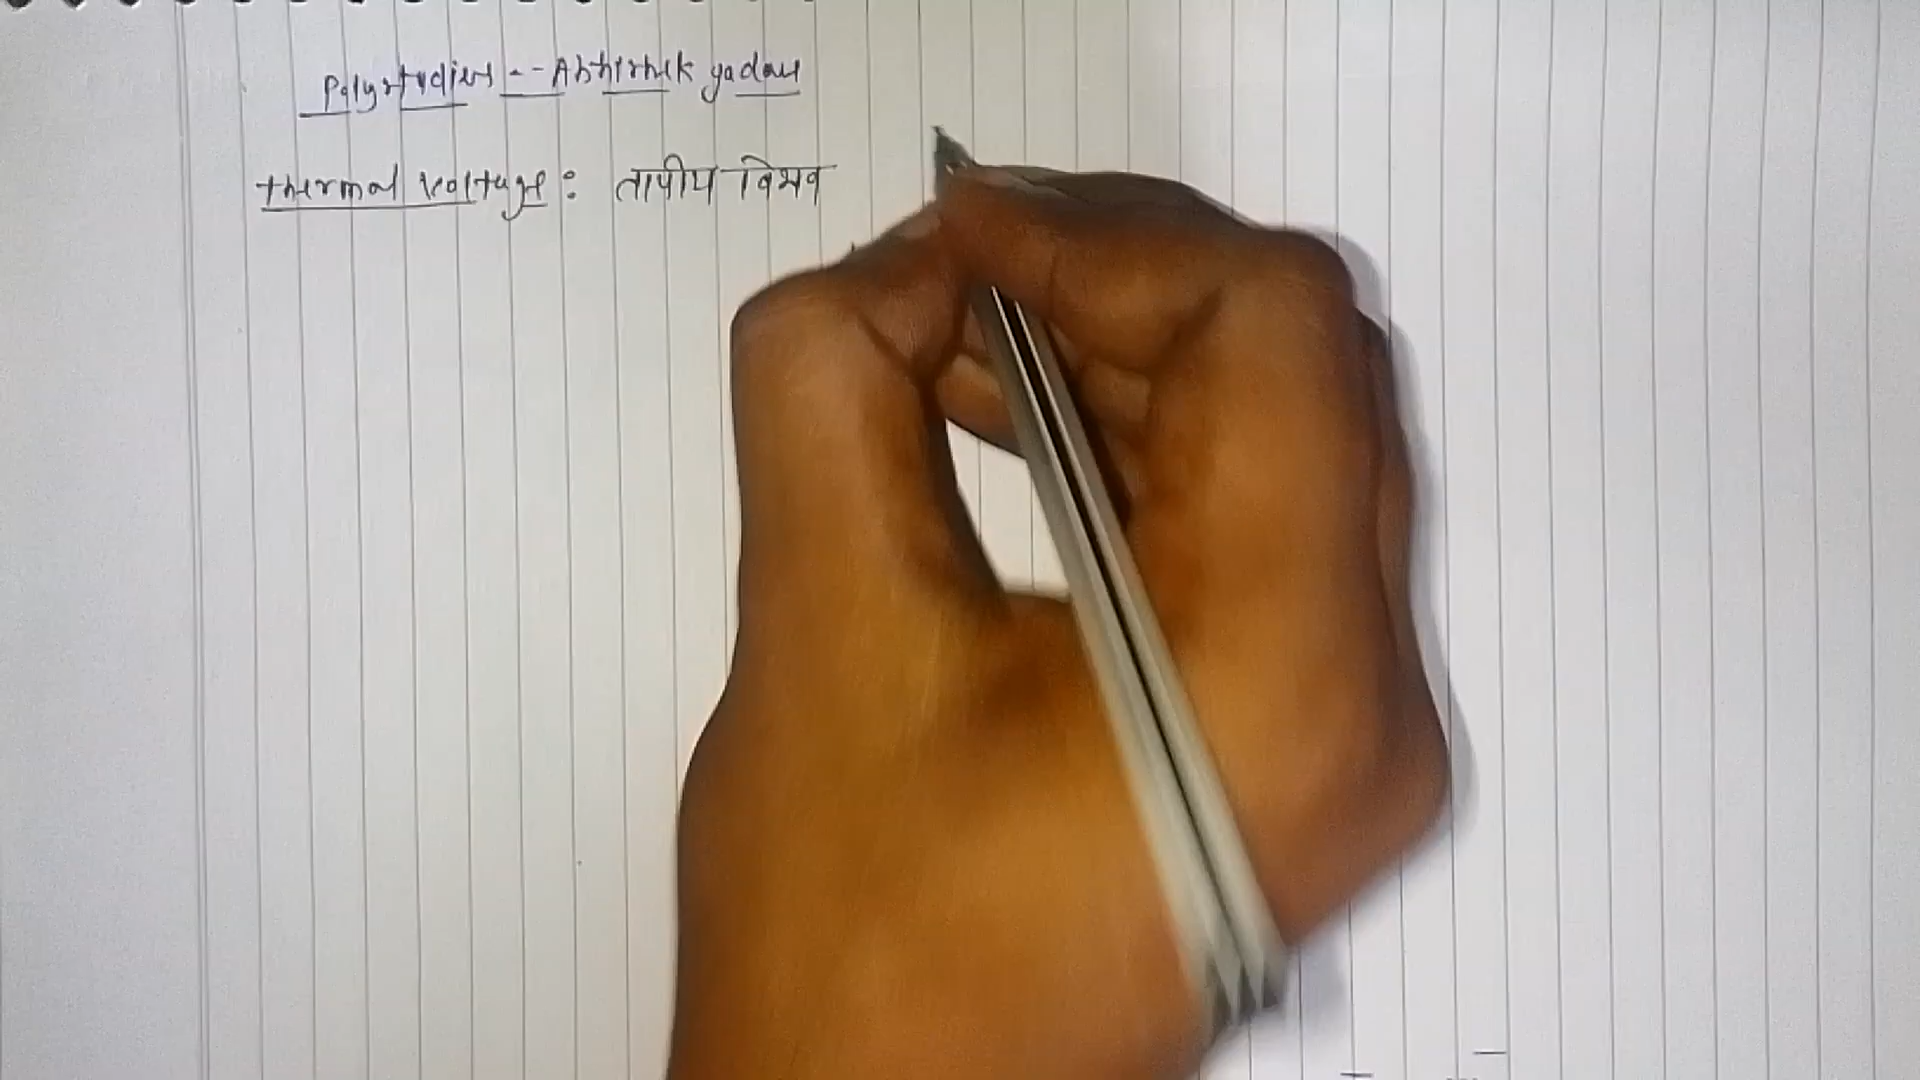 Polystudies -- Abhishek yadav
thermal voltage : तापीय विभव